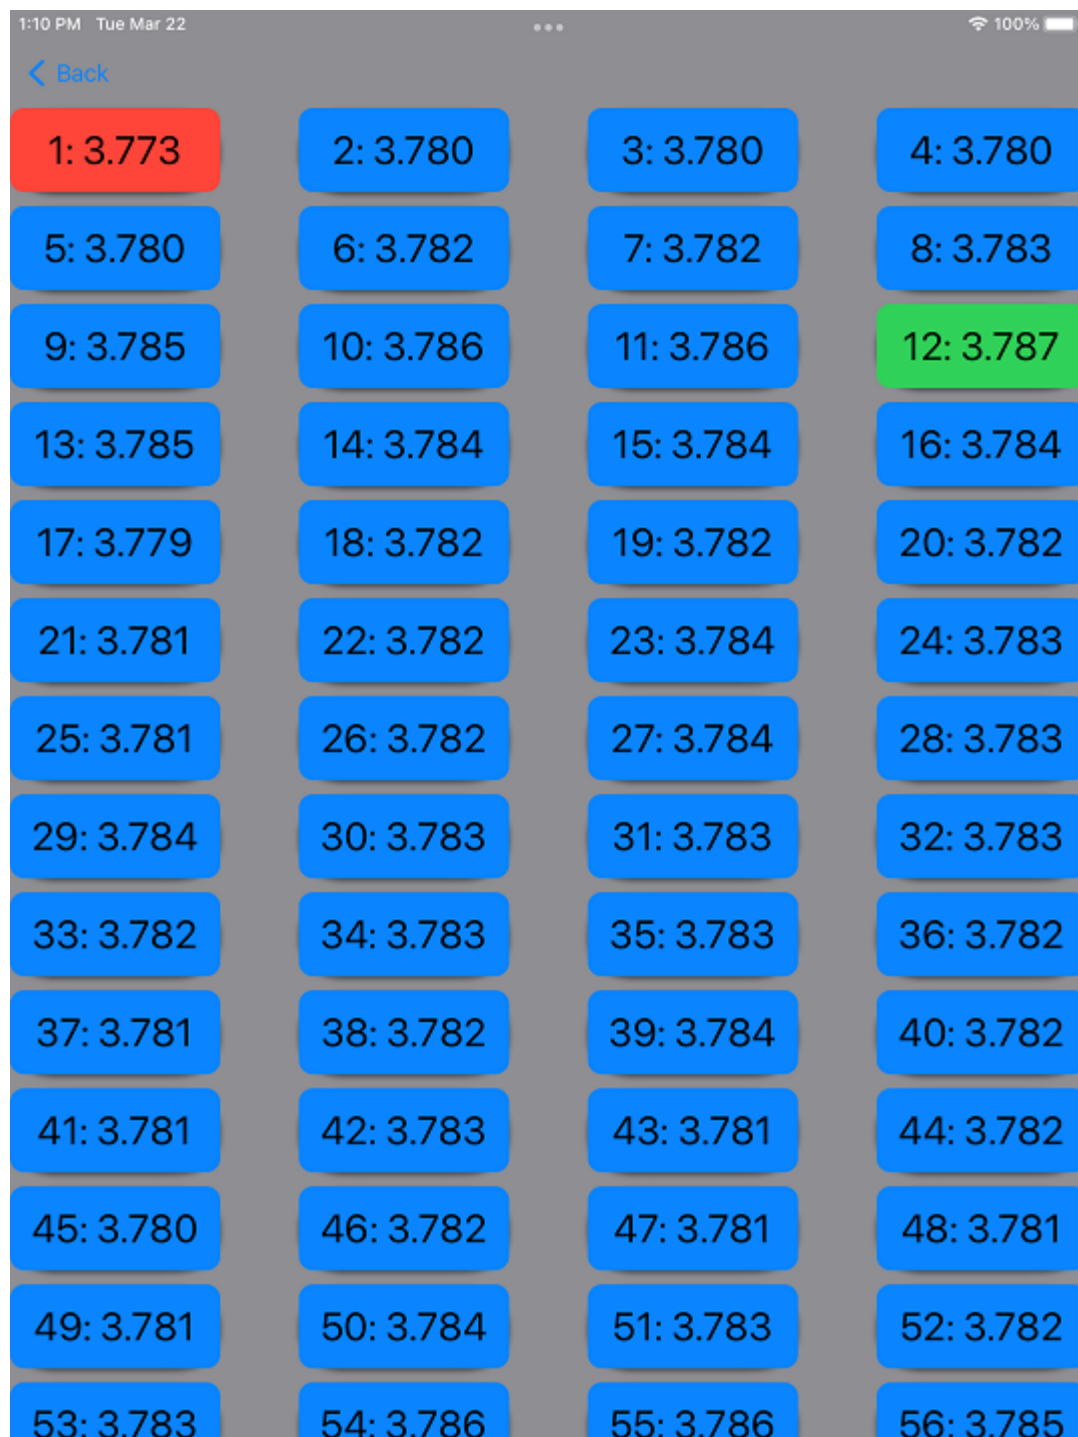 1:10 PM Tue Mar 22 100%
Back
1: 3.773 2: 3.780 3: 3.780 4: 3.780
5: 3.780 6: 3.782 7: 3.782 8: 3.783
9: 3.785 10: 3.786 11: 3.786 12: 3.787
13: 3.785 14: 3.784 15: 3.784 16: 3.784
17: 3.779 18: 3.782 19: 3.782 20: 3.782
21: 3.781 22: 3.782 23: 3.784 24: 3.783
25: 3.781 26: 3.782 27: 3.784 28: 3.783
29: 3.784 30: 3.783 31: 3.783 32: 3.783
33: 3.782 34: 3.783 35: 3.783 36: 3.782
37: 3.781 38: 3.782 39: 3.784 40: 3.782
41: 3.781 42: 3.783 43: 3.781 44: 3.782
45: 3.780 46: 3.782 47: 3.781 48: 3.781
49: 3.781 50: 3.784 51: 3.783 52: 3.782
53: 3.783 54: 3.786 55: 3.786 56: 3.785